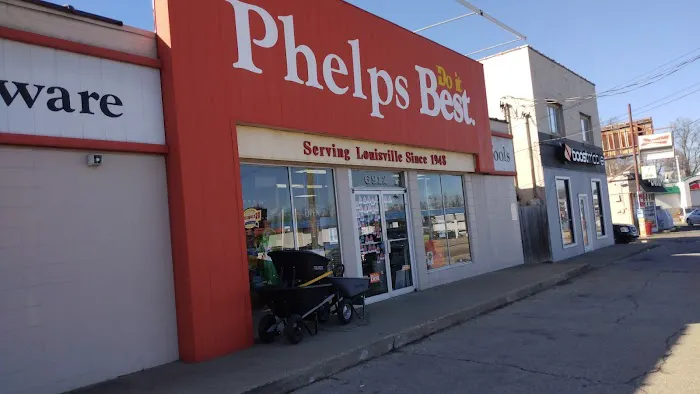 ware
Phelps Do it Best.
Serving Louisville Since 1948
6912
ools
boost